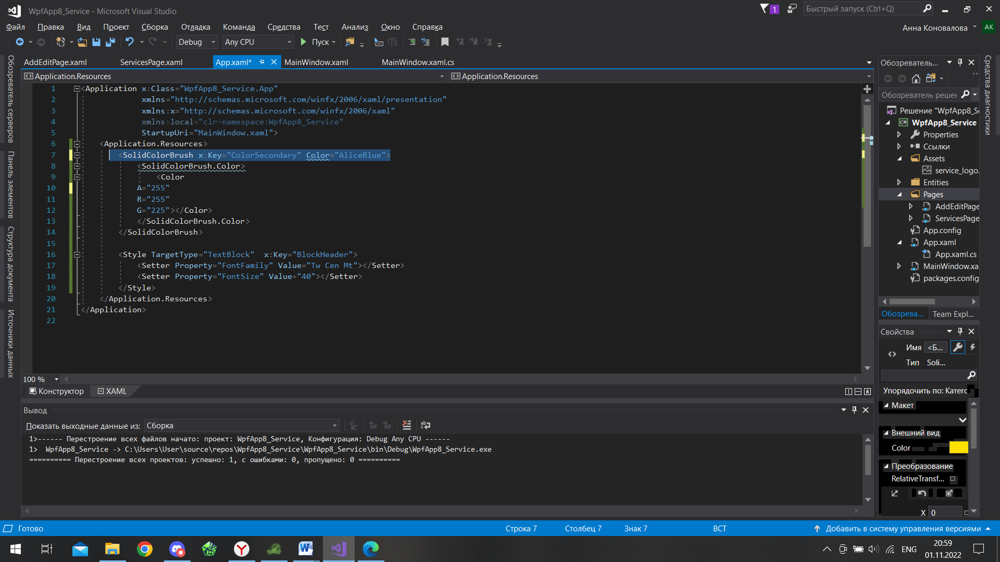 WpfApp8_Service - Microsoft Visual Studio
1
Быстрый запуск (Ctrl+Q)
Файл Правка Вид Проект Сборка Отладка Команда Средства Тест Анализ Окно Справка
Анна Коновалова
АК
Debug
Any CPU
Пуск
Обозреватель серверов
Панель элементов
Структура документа
Источники данных
AddEditPage.xaml
ServicesPage.xaml
App.xaml*
MainWindow.xaml
MainWindow.xaml.cs
Application.Resources
Application.Resources
1 <Application x:Class="WpfApp8_Service.App"
2 xmlns="http://schemas.microsoft.com/winfx/2006/xaml/presentation"
3 xmlns:x="http://schemas.microsoft.com/winfx/2006/xaml"
4 xmlns:local="clr-namespace:WpfApp8_Service"
5 StartupUri="MainWindow.xaml">
6 <Application.Resources>
7 <SolidColorBrush x:Key="ColorSecondary" Color="AliceBlue">
8 <SolidColorBrush.Color>
9 <Color
10 A="255"
11 R="255"
12 G="225"></Color>
13 </SolidColorBrush.Color>
14 </SolidColorBrush>
15
16 <Style TargetType="TextBlock"  x:Key="BlockHeader">
17 <Setter Property="FontFamily" Value="Tw Cen Mt"></Setter>
18 <Setter Property="FontSize" Value="40"></Setter>
19 </Style>
20 </Application.Resources>
21 </Application>
22
100 %
Конструктор
XAML
Вывод
Показать выходные данные из: Сборка
1>------ Перестроение всех файлов начато: проект: WpfApp8_Service, Конфигурация: Debug Any CPU ------
1>  WpfApp8_Service -> C:\Users\User\source\repos\WpfApp8_Service\WpfApp8_Service\bin\Debug\WpfApp8_Service.exe
========== Перестроение всех проектов: успешно: 1, с ошибками: 0, пропущено: 0 ==========
Обозреватель...
Обозреватель решен
Решение "WpfApp8_S
WpfApp8_Service
Properties
Ссылки
Assets
service_logo.
Entities
Pages
AddEditPage
ServicesPage
App.config
App.xaml
App.xaml.cs
MainWindow.xa
packages.config
Обозрева...
Team Expl...
Свойства
Имя <Б...
Тип Soli...
Упорядочить по: Катего
Макет
Внешний вид
Color
Преобразование
RelativeTransf...
X 0
Средства диагностики
Готово
Строка 7
Столбец 7
Знак 7
ВСТ
Добавить в систему управления версиями
ENG
20:59
01.11.2022